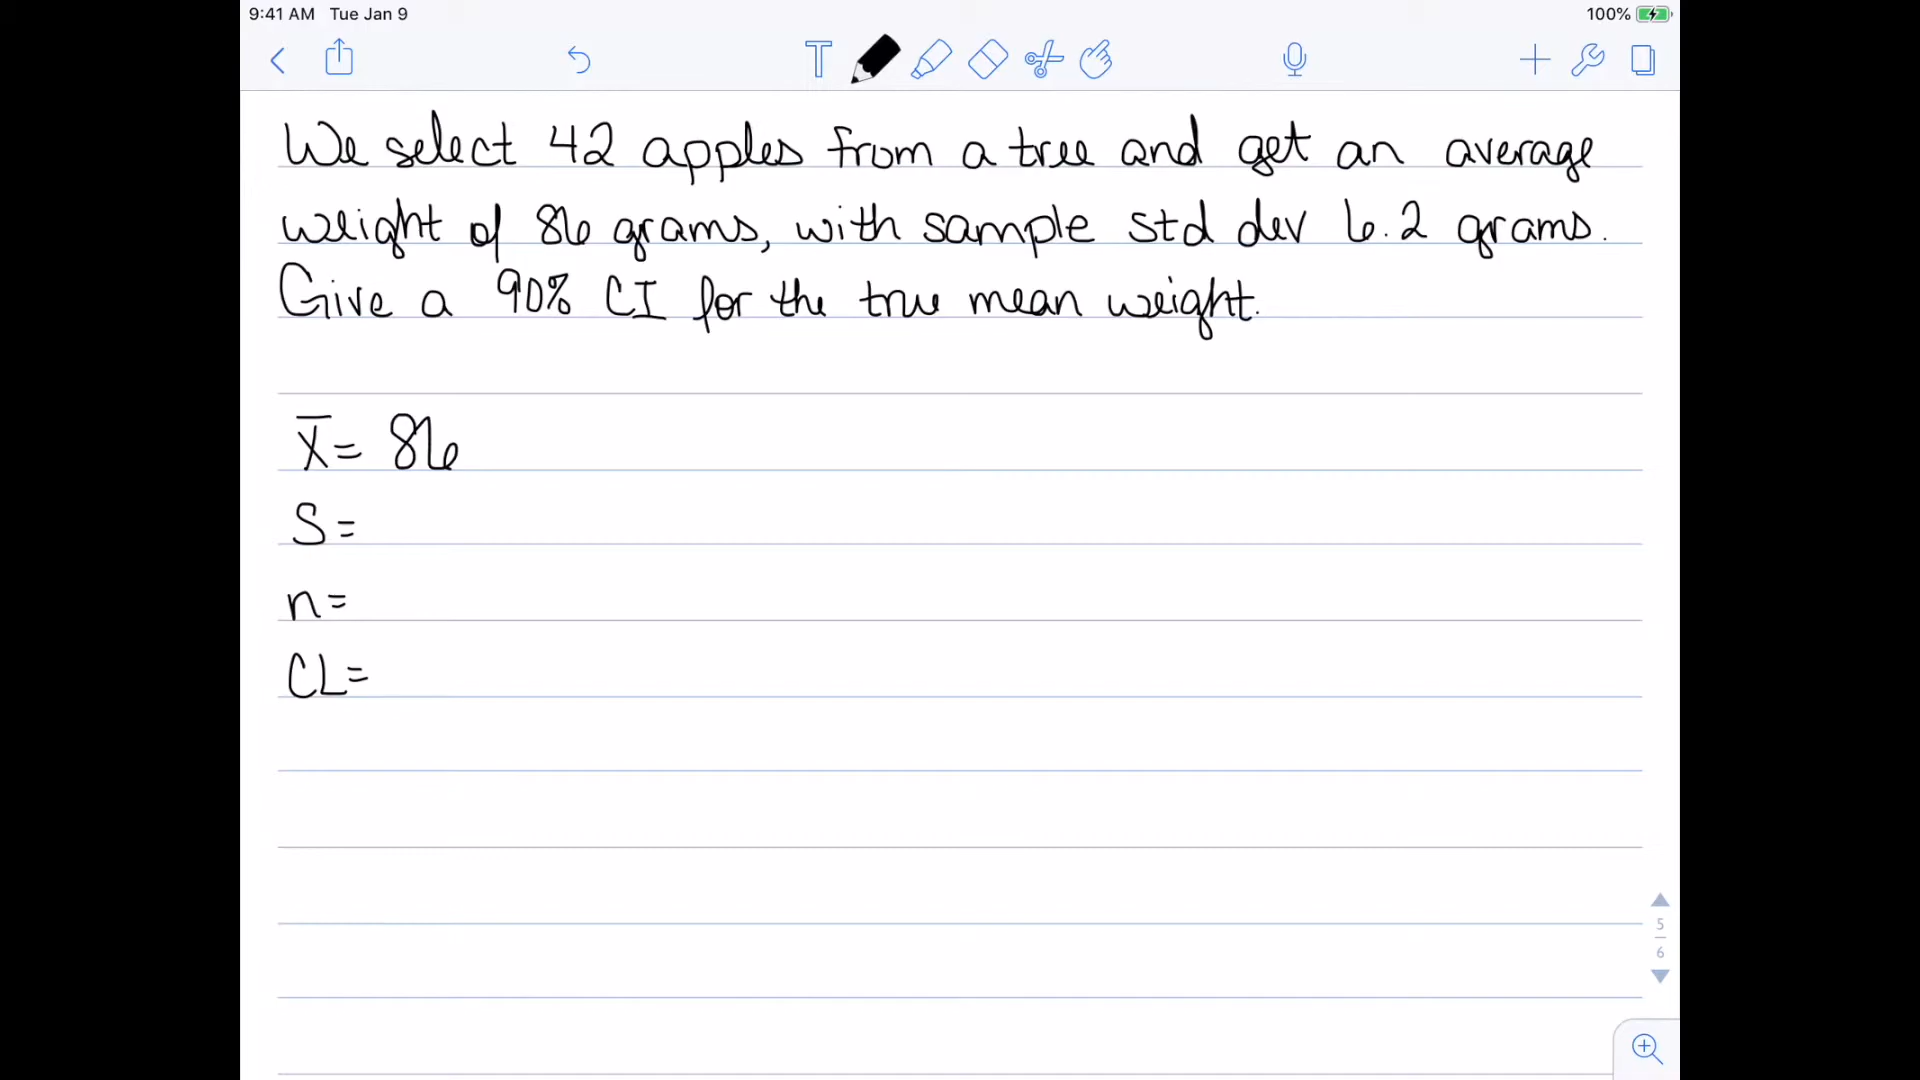 9:41 AM Tue Jan 9 100%
T
We select 42 apples from a tree and get an average
weight of 86 grams, with sample std dev 6.2 grams.
Give a 90% CI for the true mean weight.
X̅ = 86
S =
n =
CL =
5
6